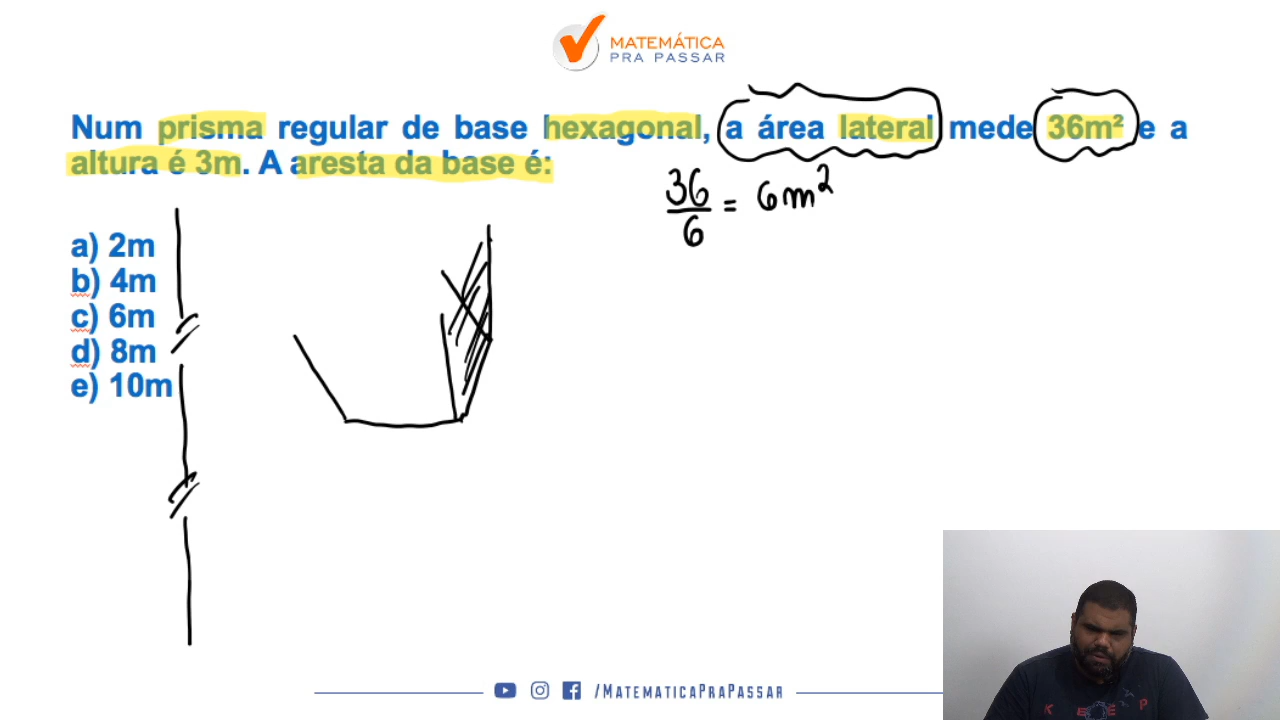 MATEMÁTICA
PRA PASSAR
Num prisma regular de base hexagonal, a área lateral mede 36m² e a
altura é 3m. A aresta da base é:
36/6 = 6m²
a) 2m
b) 4m
c) 6m
d) 8m
e) 10m
K E E P
/MATEMATICAPRAPASSAR